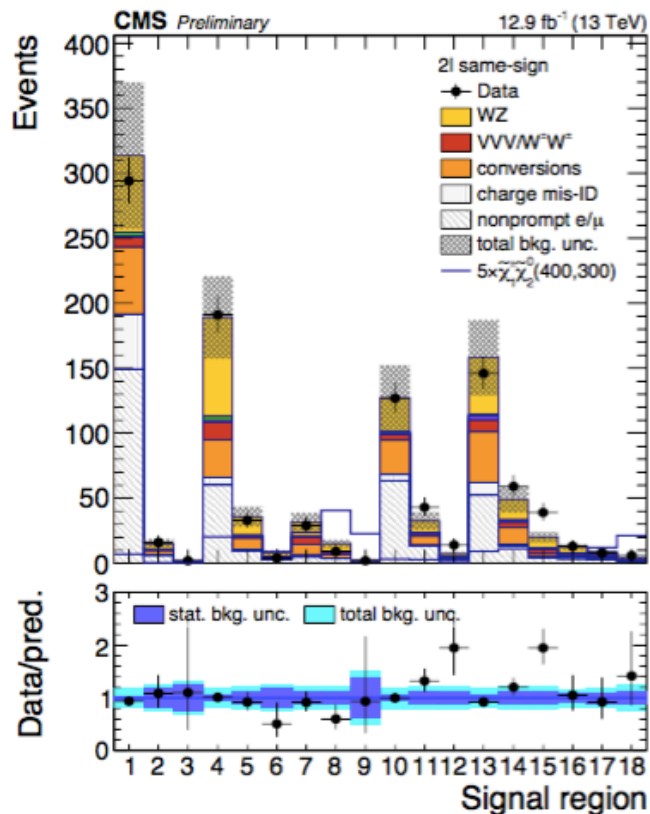 CMS Preliminary 12.9 fb⁻¹ (13 TeV)
Events
400
350
300
250
200
150
100
50
0
2l same-sign
Data
WZ
VVV/W±W±
conversions
charge mis-ID
nonprompt e/μ
total bkg. unc.
5×χ̃₁χ̃₂⁰(400,300)
Data/pred.
3
2
1
0
stat. bkg. unc. total bkg. unc.
1 2 3 4 5 6 7 8 9 10 11 12 13 14 15 16 17 18
Signal region